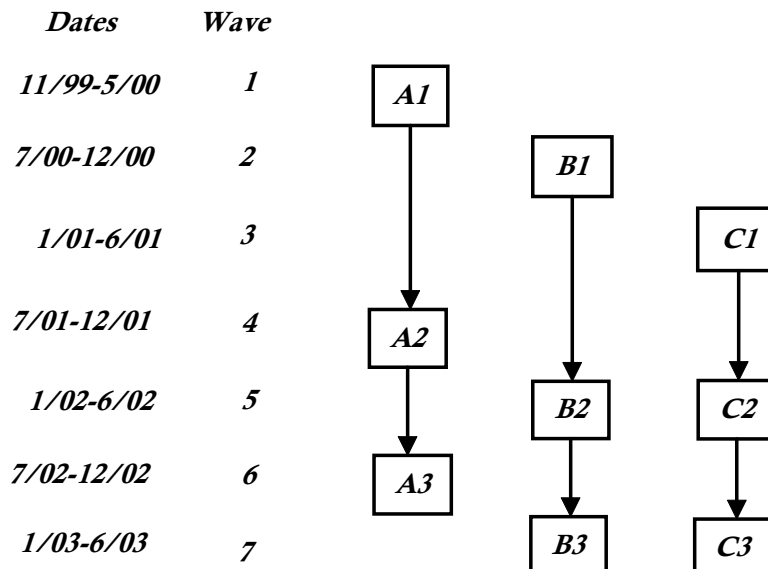 Dates Wave
11/99-5/00 1 A1
7/00-12/00 2 B1
1/01-6/01 3 C1
7/01-12/01 4 A2
1/02-6/02 5 B2 C2
7/02-12/02 6 A3
1/03-6/03 7 B3 C3